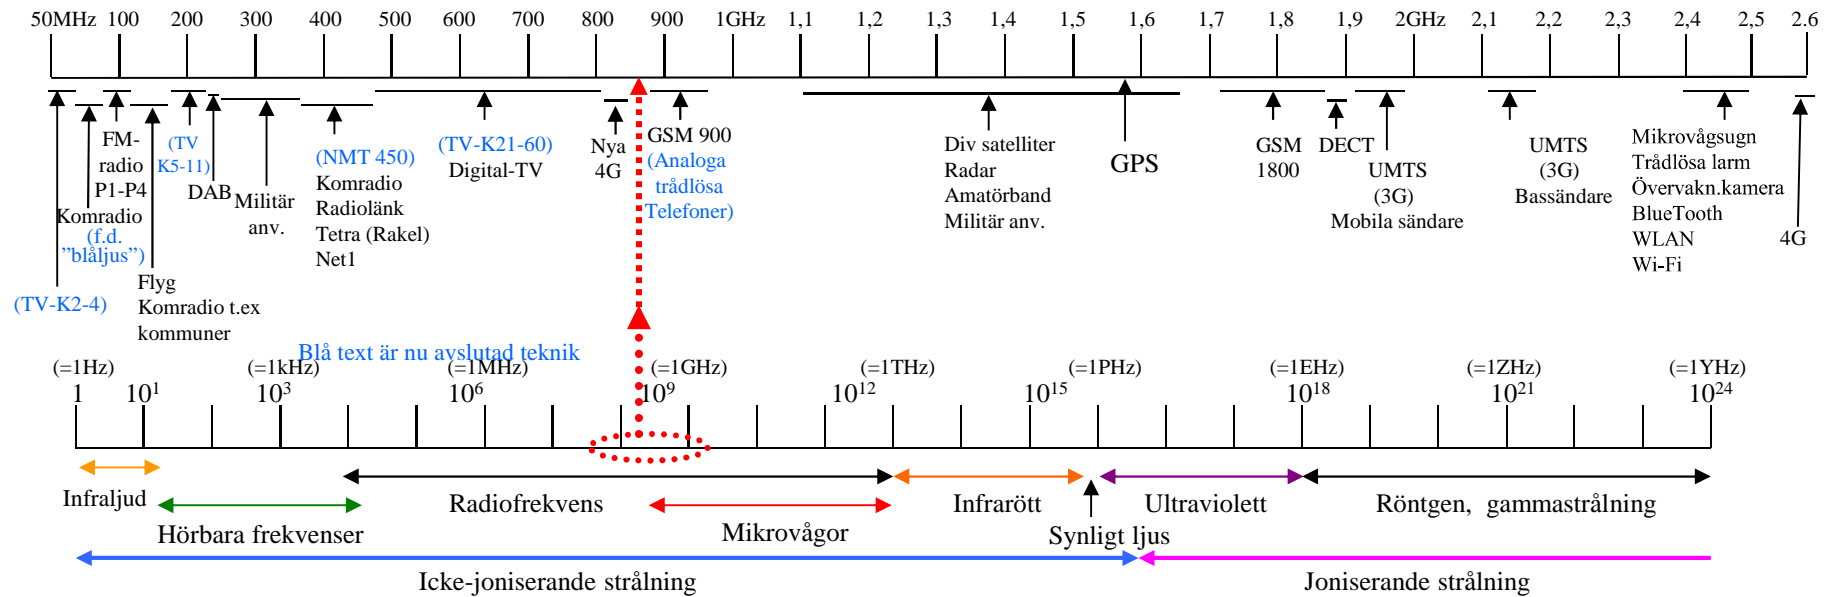 50MHz 100 200 300 400 500 600 700 800 900 1GHz 1,1 1,2 1,3 1,4 1,5 1,6 1,7 1,8 1,9 2GHz 2,1 2,2 2,3 2,4 2,5 2.6
(TV-K2-4)
Komradio
(f.d.
”blåljus”)
FM-
radio
P1-P4
Flyg
Komradio t.ex
kommuner
(TV
K5-11)
DAB
Militär
anv.
(NMT 450)
Komradio
Radiolänk
Tetra (Rakel)
Net1
(TV-K21-60)
Digital-TV
Nya
4G
GSM 900
(Analoga
trådlösa
Telefoner)
Div satelliter
Radar
Amatörband
Militär anv.
GPS
GSM
1800
DECT
UMTS
(3G)
Mobila sändare
UMTS
(3G)
Bassändare
Mikrovågsugn
Trådlösa larm
Övervakn.kamera
BlueTooth
WLAN
Wi-Fi
4G
Blå text är nu avslutad teknik
(=1Hz) (=1kHz) (=1MHz) (=1GHz) (=1THz) (=1PHz) (=1EHz) (=1ZHz) (=1YHz)
1 10¹ 10³ 10⁶ 10⁹ 10¹² 10¹⁵ 10¹⁸ 10²¹ 10²⁴
Infraljud
Radiofrekvens
Infrarött
Ultraviolett
Röntgen, gammastrålning
Hörbara frekvenser
Mikrovågor
Synligt ljus
Icke-joniserande strålning
Joniserande strålning